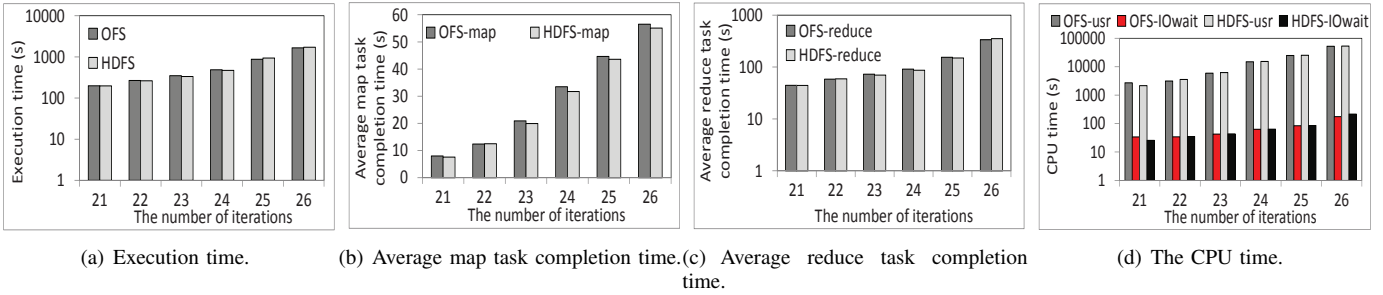 Execution time (s)
10000
1000
100
10
1
OFS
HDFS
21 22 23 24 25 26
The number of iterations
(a) Execution time.
Average map task
completion time (s)
60
50
40
30
20
10
0
OFS-map HDFS-map
21 22 23 24 25 26
The number of iterations
(b) Average map task completion time.
Average reduce task
completion time (s)
1000
100
10
1
OFS-reduce
HDFS-reduce
21 22 23 24 25 26
The number of iterations
(c) Average reduce task completion
time.
OFS-usr OFS-IOwait HDFS-usr HDFS-IOwait
CPU time (s)
100000
10000
1000
100
10
1
21 22 23 24 25 26
The number of iterations
(d) The CPU time.